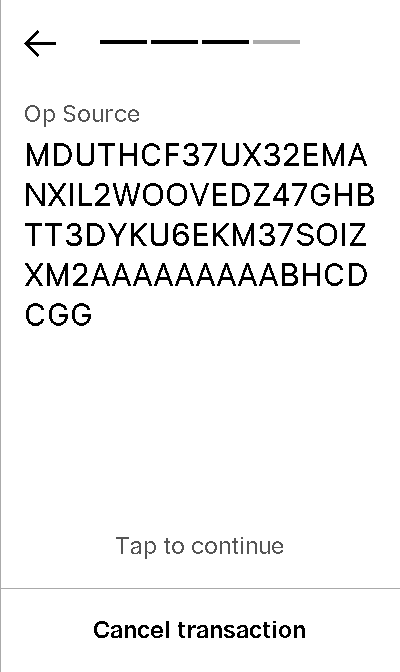 Op Source
MDUTHCF37UX32EMA
NXIL2WOOVEDZ47GHB
TT3DYKU6EKM37SOIZ
XM2AAAAAAAAABHCD
CGG
Tap to continue
Cancel transaction